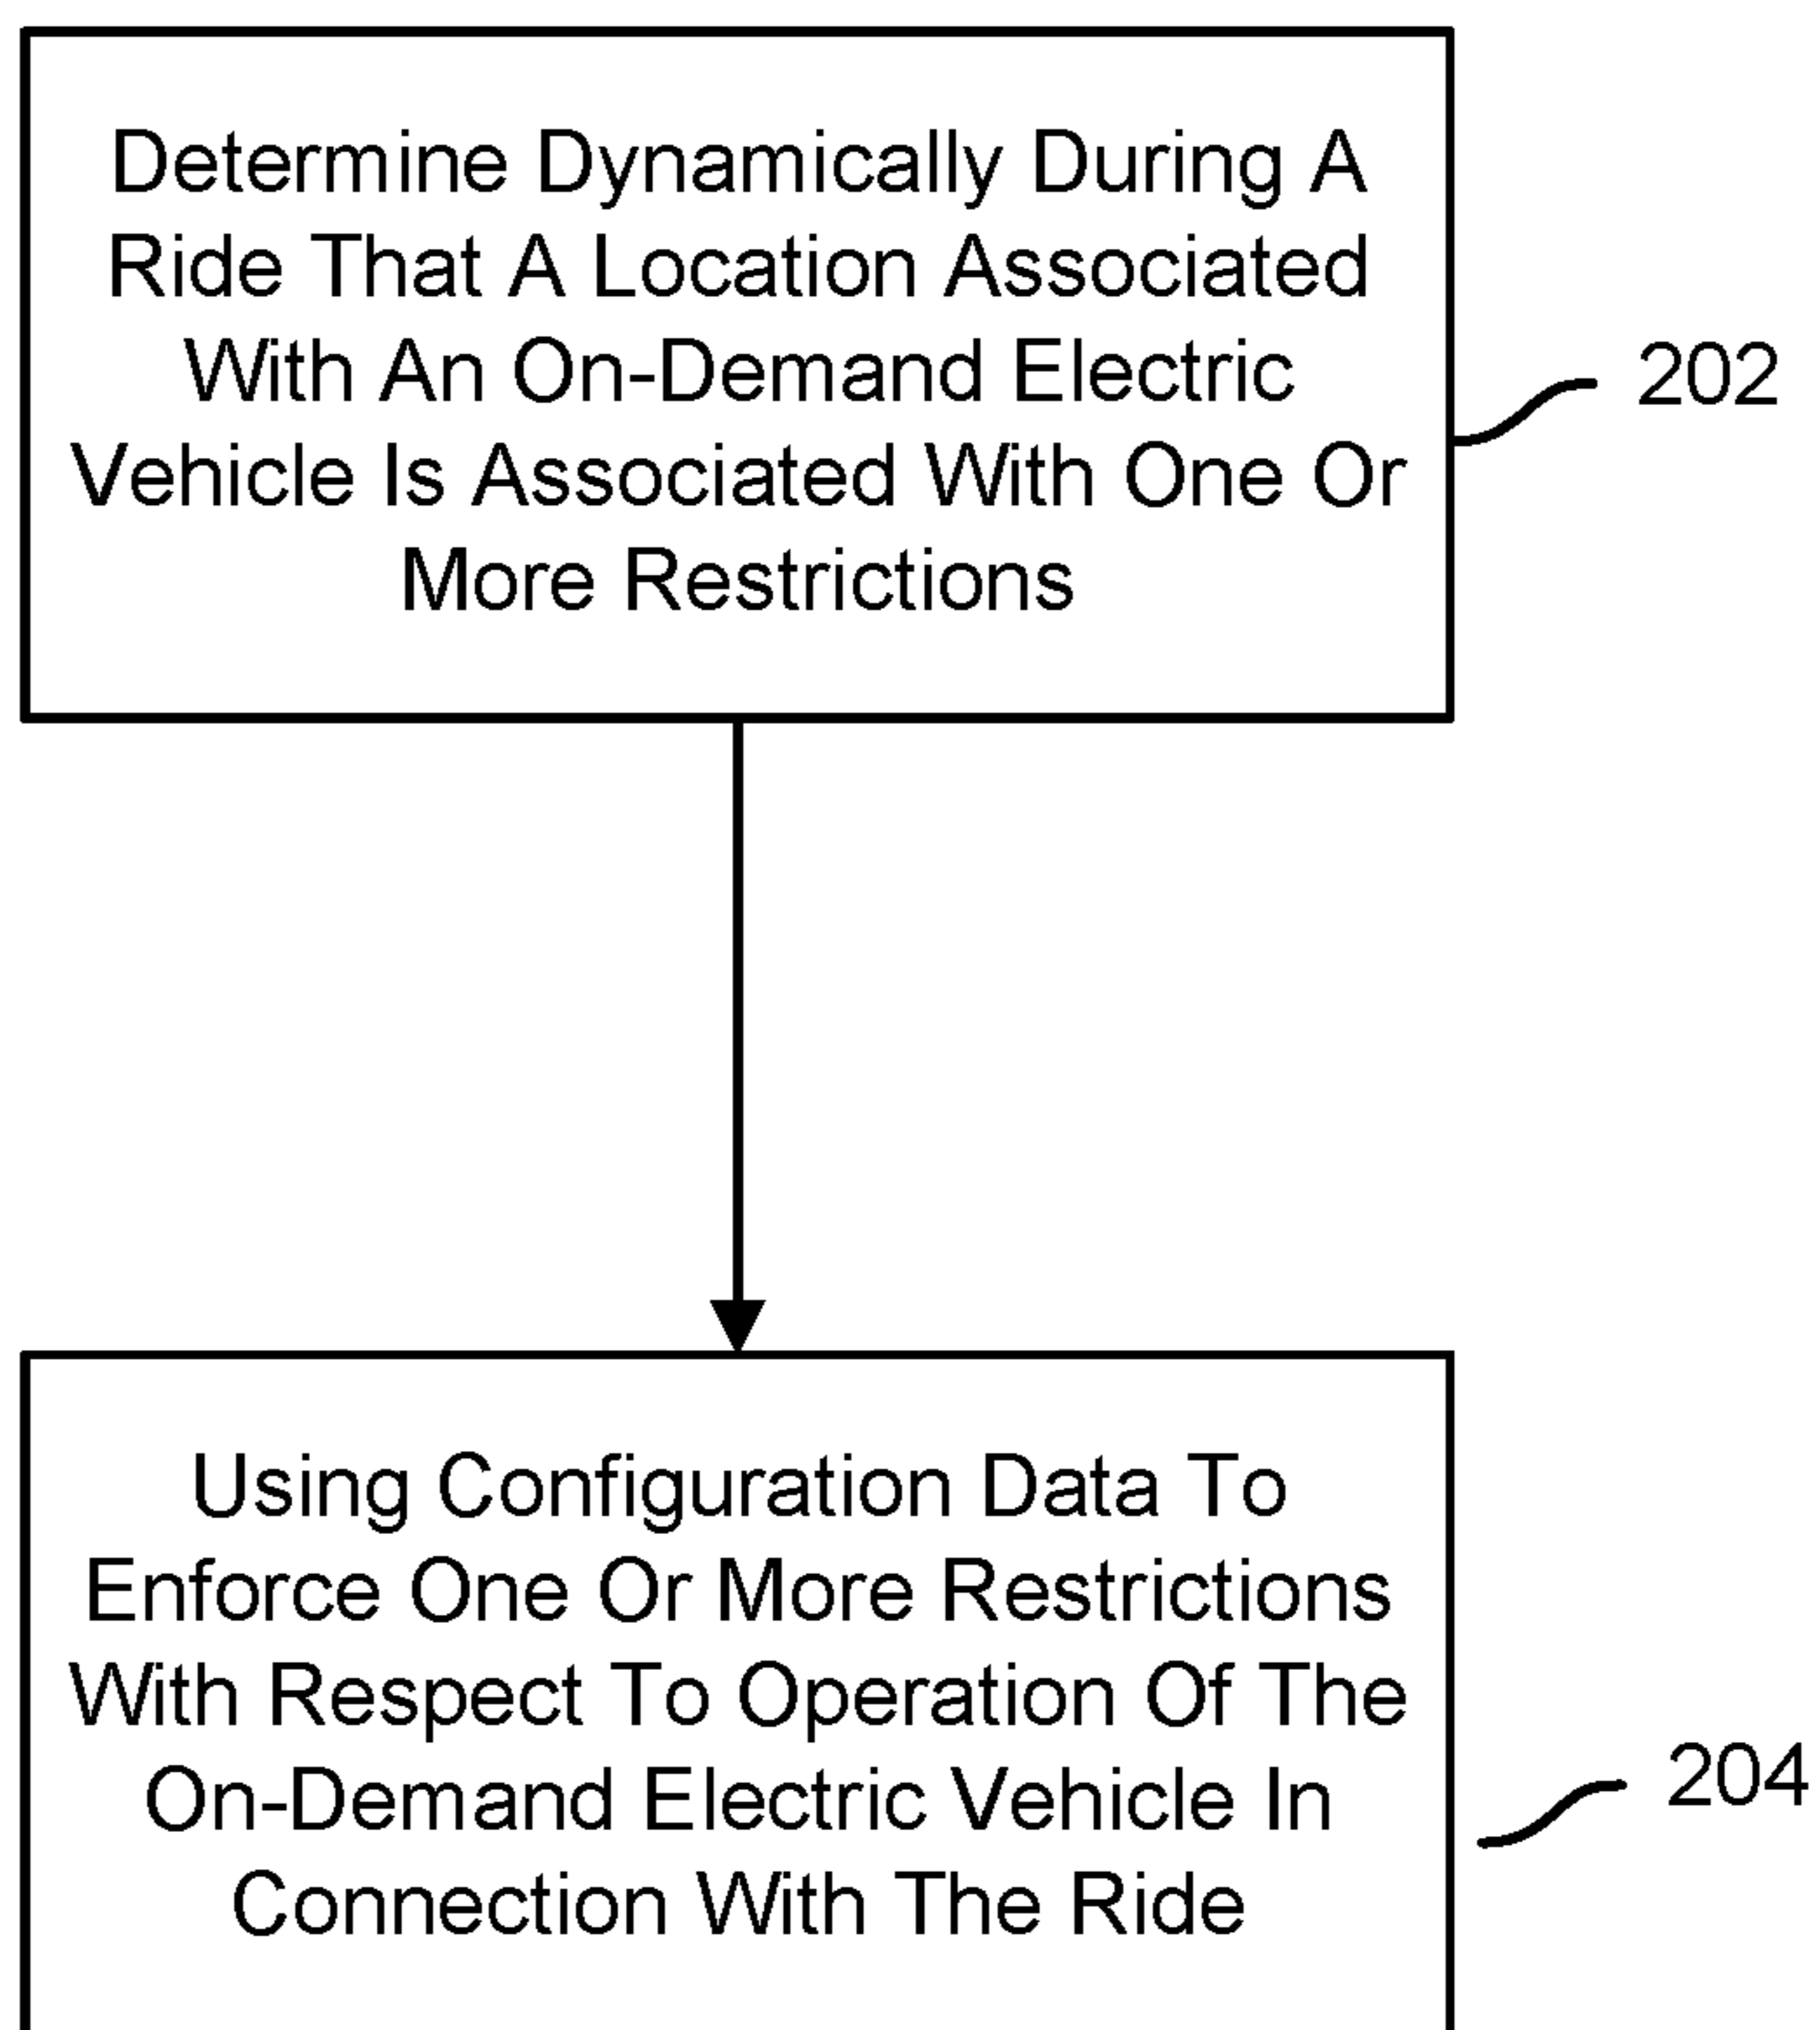 Determine Dynamically During A
Ride That A Location Associated
With An On-Demand Electric
Vehicle Is Associated With One Or
More Restrictions
202
Using Configuration Data To
Enforce One Or More Restrictions
With Respect To Operation Of The
On-Demand Electric Vehicle In
Connection With The Ride
204